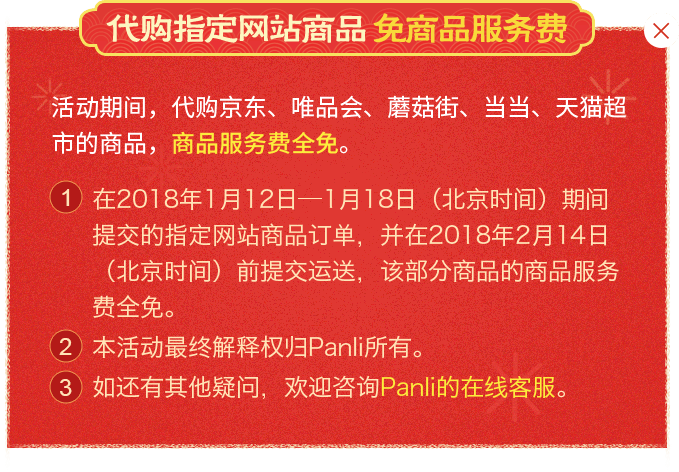 代购指定网站商品 免商品服务费
活动期间，代购京东、唯品会、蘑菇街、当当、天猫超
市的商品，商品服务费全免。
1 在2018年1月12日—1月18日（北京时间）期间
提交的指定网站商品订单，并在2018年2月14日
（北京时间）前提交运送，该部分商品的商品服务
费全免。
2 本活动最终解释权归Panli所有。
3 如还有其他疑问，欢迎咨询Panli的在线客服。